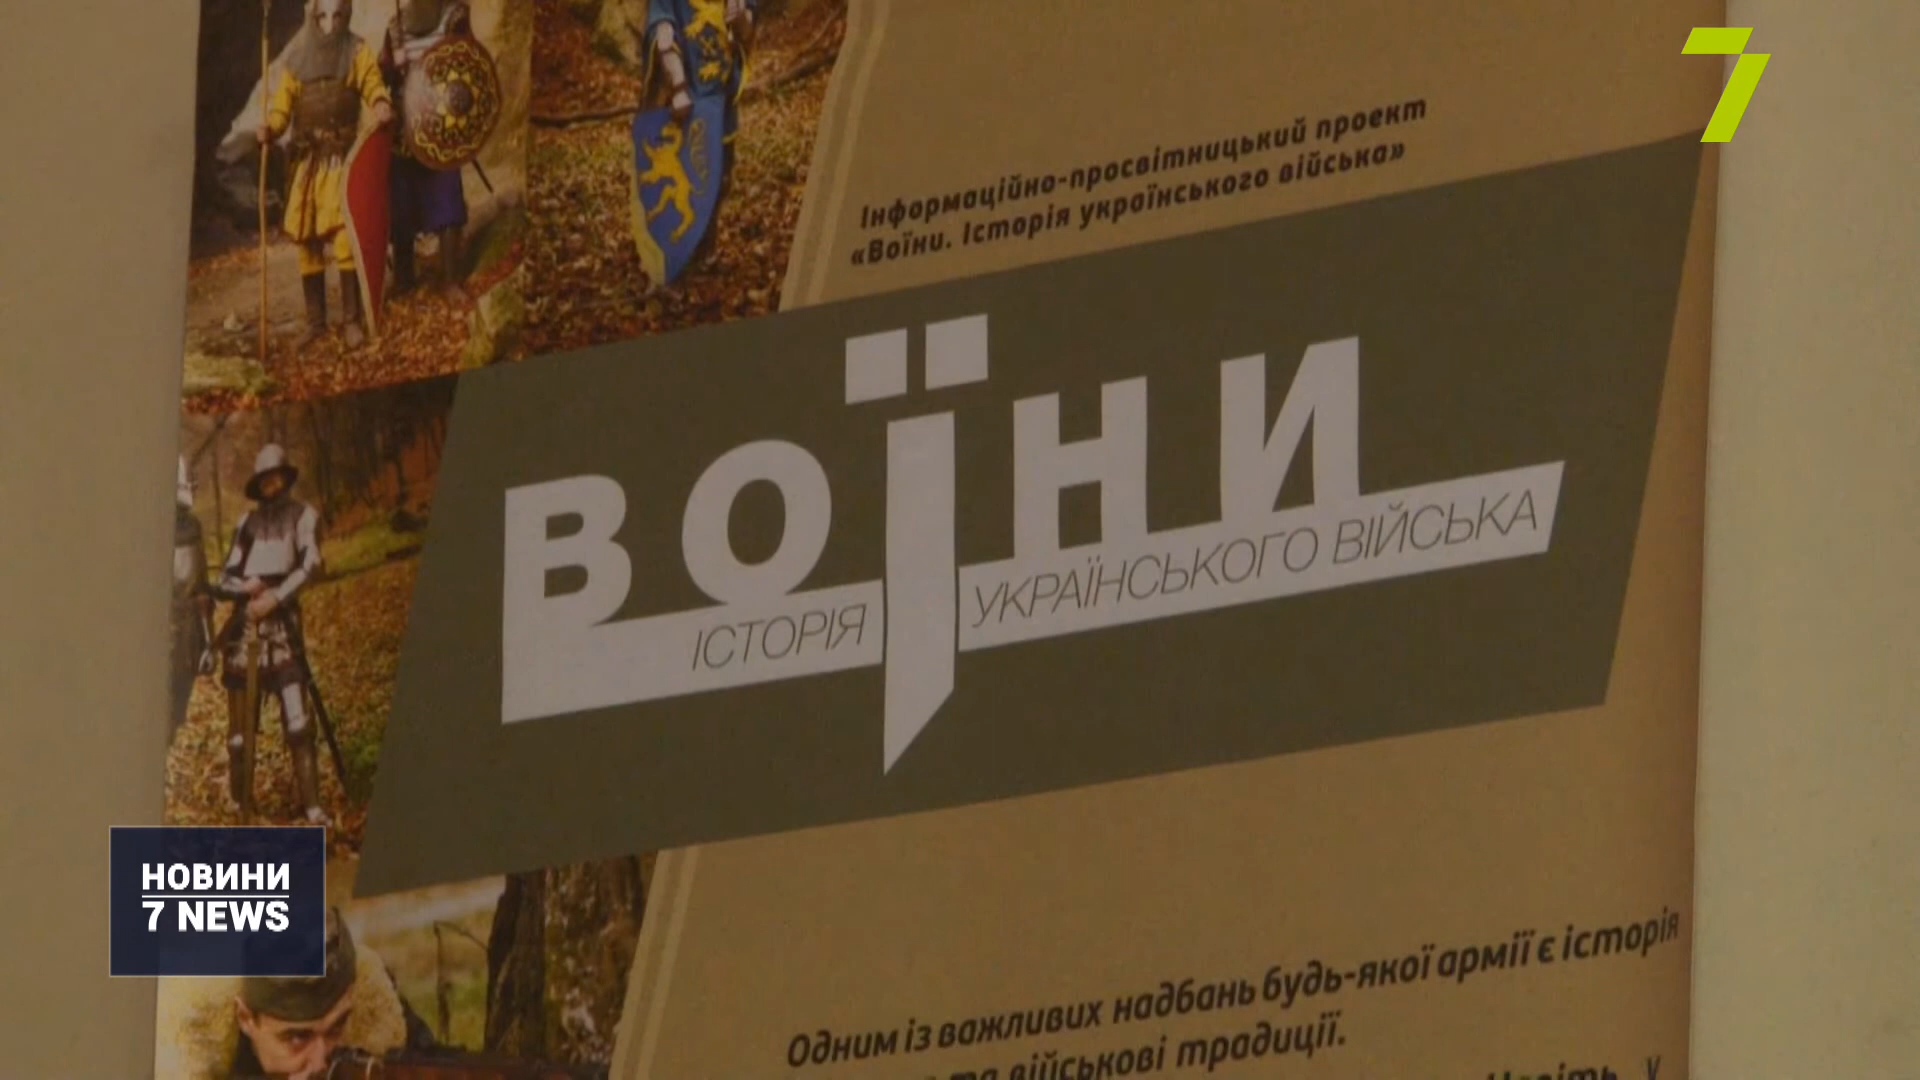 7
Інформаційно-просвітницький проект
«Воїни. Історія українського війська»
ВОЇНИ
ІСТОРІЯ УКРАЇНСЬКОГО ВІЙСЬКА
НОВИНИ
7 NEWS
Одним із важливих надбань будь-якої армії є історія
та військові традиції.
у